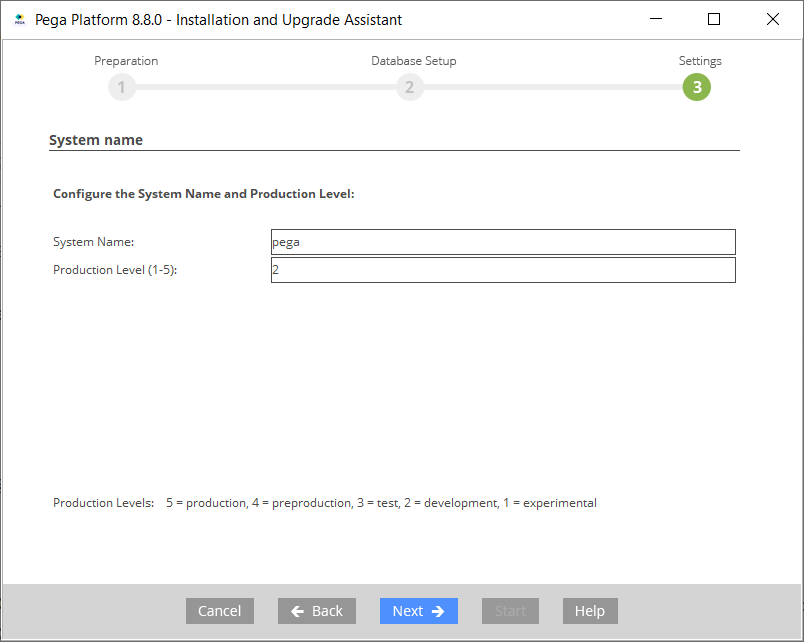 Pega Platform 8.8.0 - Installation and Upgrade Assistant
Preparation Database Setup Settings
1 2 3
System name
Configure the System Name and Production Level:
System Name: pega
Production Level (1-5): 2
Production Levels: 5 = production, 4 = preproduction, 3 = test, 2 = development, 1 = experimental
Cancel Back Next Start Help